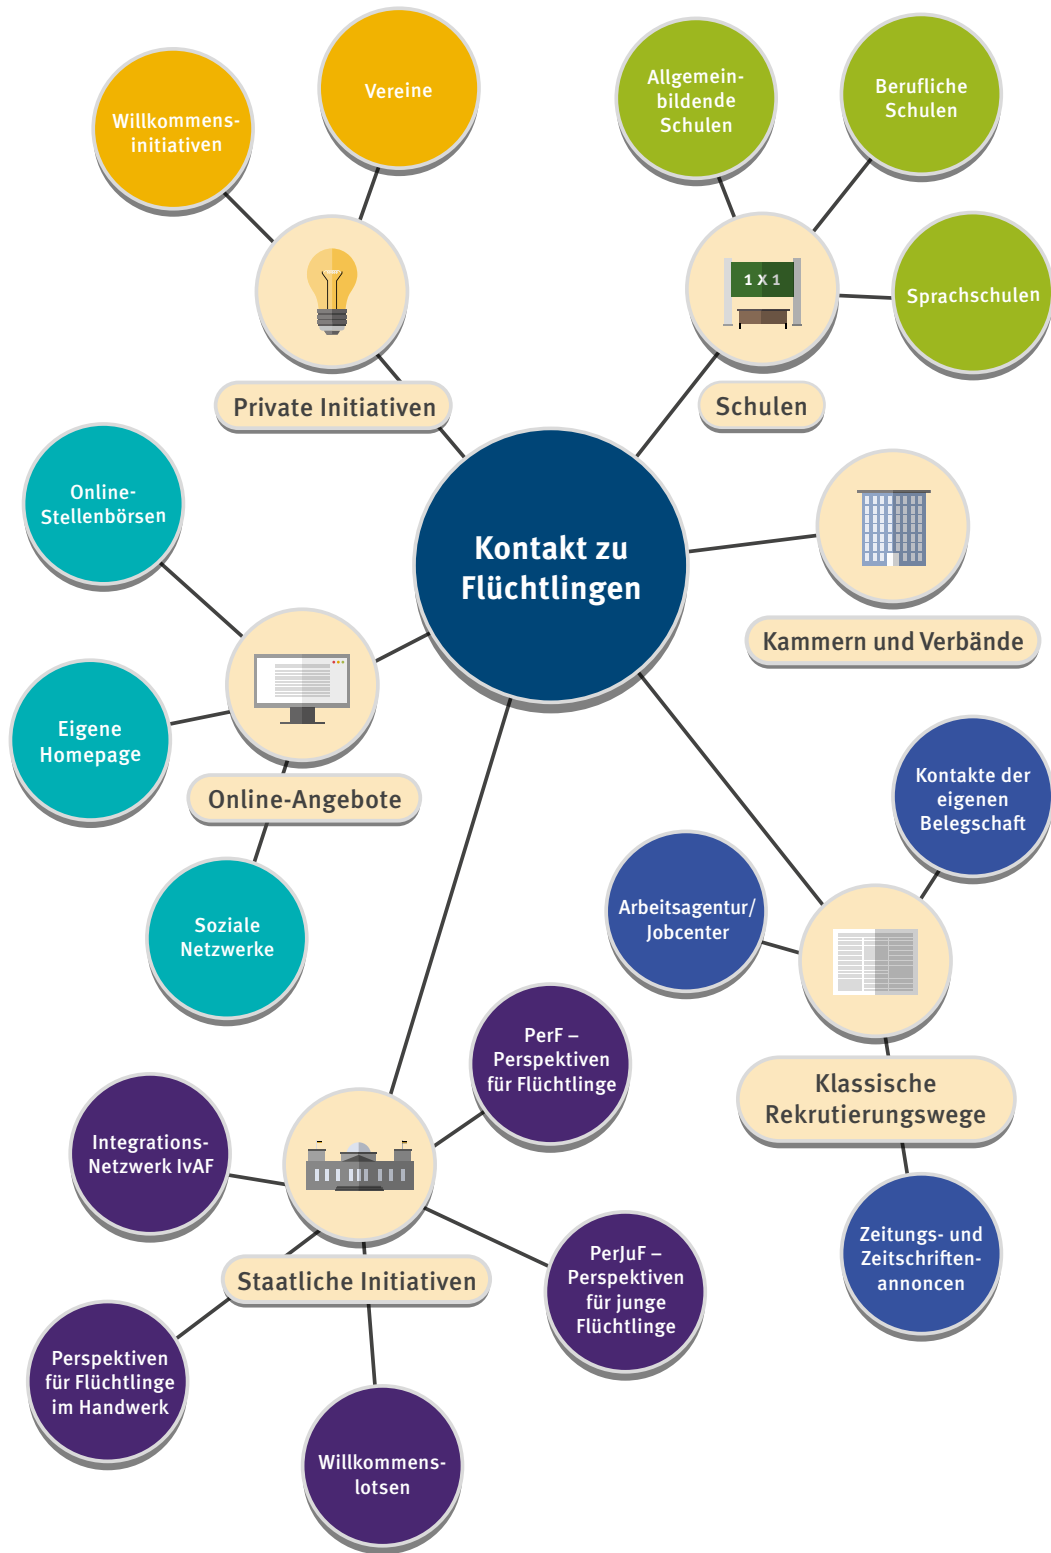 Willkommens-
initiativen
Vereine
Allgemein-
bildende
Schulen
Berufliche
Schulen
Sprachschulen
1 X 1
Private Initiativen
Schulen
Kontakt zu
Flüchtlingen
Kammern und Verbände
Online-
Stellenbörsen
Eigene
Homepage
Online-Angebote
Soziale
Netzwerke
Kontakte der
eigenen
Belegschaft
Arbeitsagentur/
Jobcenter
Klassische
Rekrutierungswege
Zeitungs- und
Zeitschriften-
annoncen
PerF –
Perspektiven
für Flüchtlinge
Integrations-
Netzwerk IvAF
Staatliche Initiativen
PerJuF –
Perspektiven
für junge
Flüchtlinge
Perspektiven
für Flüchtlinge
im Handwerk
Willkommens-
lotsen